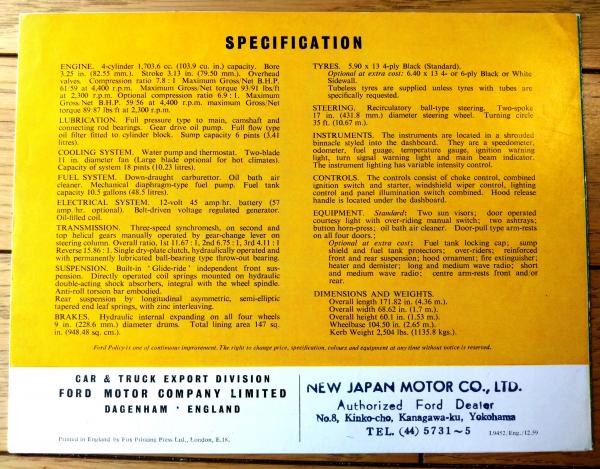 SPECIFICATION
ENGINE. 4-cylinder 1,703.6 cc. (103.9 cu. in.) capacity. Bore
3.25 in. (82.55 mm.). Stroke 3.13 in. (79.50 mm.). Overhead
valves. Compression ratio 7.8 : 1 Maximum Gross/Net B.H.P.
61/59 at 4,400 r.p.m. Maximum Gross/Net torque 93/91 lbs/ft
at 2,300 r.p.m. Optional compression ratio 6.9 : 1. Maximum
Gross/Net B.H.P. 59/56 at 4,400 r.p.m. maximum Gross/Net
torque 89/87 lbs/ft at 2,300 r.p.m.
LUBRICATION. Full pressure type to main, camshaft and
connecting rod bearings. Gear drive oil pump. Full flow type
oil filter fitted to cylinder block. Sump capacity 6 pints (3.41
litres).
COOLING SYSTEM. Water pump and thermostat. Two-blade
11 in. diameter fan (Large blade optional for hot climates).
Capacity of system 18 pints (10.23 litres).
FUEL SYSTEM. Down-draught carburettor. Oil bath air
cleaner. Mechanical diaphragm-type fuel pump. Fuel tank
capacity 10.5 gallons (48.5 litres).
ELECTRICAL SYSTEM. 12-volt 45 amp/hr. battery (57
amp/hr. optional). Belt-driven voltage regulated generator.
Oil-filled coil.
TRANSMISSION. Three-speed synchromesh, on second and
top helical gears manually operated by gear-change lever on
steering column. Overall ratio, 1st 11.67 : 1, 2nd 6.75 : 1, 3rd 4.11 : 1
Reverse 15.86 : 1. Single dry-plate clutch, hydraulically operated and
with permanently lubricated ball-bearing type throw-out bearing.
SUSPENSION. Built-in 'Glide-ride' independent front sus-
pension. Directly operated coil springs mounted on hydraulic
double-acting shock absorbers, integral with the wheel spindle.
Anti-roll torsion bar embodied.
Rear suspension by longitudinal asymmetric, semi-elliptic
tapered end leaf springs, with zinc interleaving.
BRAKES. Hydraulic internal expanding on all four wheels
9 in. (228.6 mm.) diameter drums. Total lining area 147 sq.
in. (948.48 sq. cm.).
TYRES. 5.90 x 13 4-ply Black (Standard).
Optional at extra cost: 6.40 x 13 4- or 6-ply Black or White
Sidewall.
Tubeless tyres are supplied unless tyres with tubes are
specifically requested.
STEERING. Recirculatory ball-type steering. Two-spoke
17 in. (431.8 mm.) diameter steering wheel. Turning circle
35 ft. (10.67 m.).
INSTRUMENTS. The instruments are located in a shrouded
binnacle styled into the dashboard. They are a speedometer;
odometer, fuel guage, temperature guage, ignition warning
light, turn signal warning light and main beam indicator.
The instrument lighting has variable intensity control.
CONTROLS. The controls consist of choke control, combined
ignition switch and starter, windshield wiper control, lighting
control and panel illumination switch combined. Hood release
handle is located under the dashboard.
EQUIPMENT. Standard: Two sun visors; door operated
courtesy light with over-riding manual switch; two ashtrays;
button horn-press; oil bath air cleaner. Door-pull type arm-rests
on all four doors.;
Optional at extra cost: Fuel tank locking cap; sump
shield and fuel tank protectors; over-riders; reinforced
front and rear suspension; hood ornament; fire extinguisher;
heater and demister; long and medium wave radio; short
and medium wave radio; centre arm-rests front and/or
rear.
DIMENSIONS AND WEIGHTS.
Overall length 171.82 (4.36 m.).
Overall width 68.62 (1.7 m.).
Overall height 60.1 (1.53 m.).
Wheelbase 104.50 (2.65 m.).
Kerb Weight 2,504 lbs. (1135.8 kgs.).
Ford Policy is one of continuous improvement. The right to change price, specification, colours and equipment at any time without notice is reserved.
CAR & TRUCK EXPORT DIVISION
FORD MOTOR COMPANY LIMITED
DAGENHAM · ENGLAND
Printed in England by Fox Printing Press Ltd., London, E.18.
NEW JAPAN MOTOR CO., LTD.
Authorized Ford Dealer
No.8, Kinko-cho, Kanagawa-ku, Yokohama
TEL. (44) 5731~5
L9452/Eng./12.59